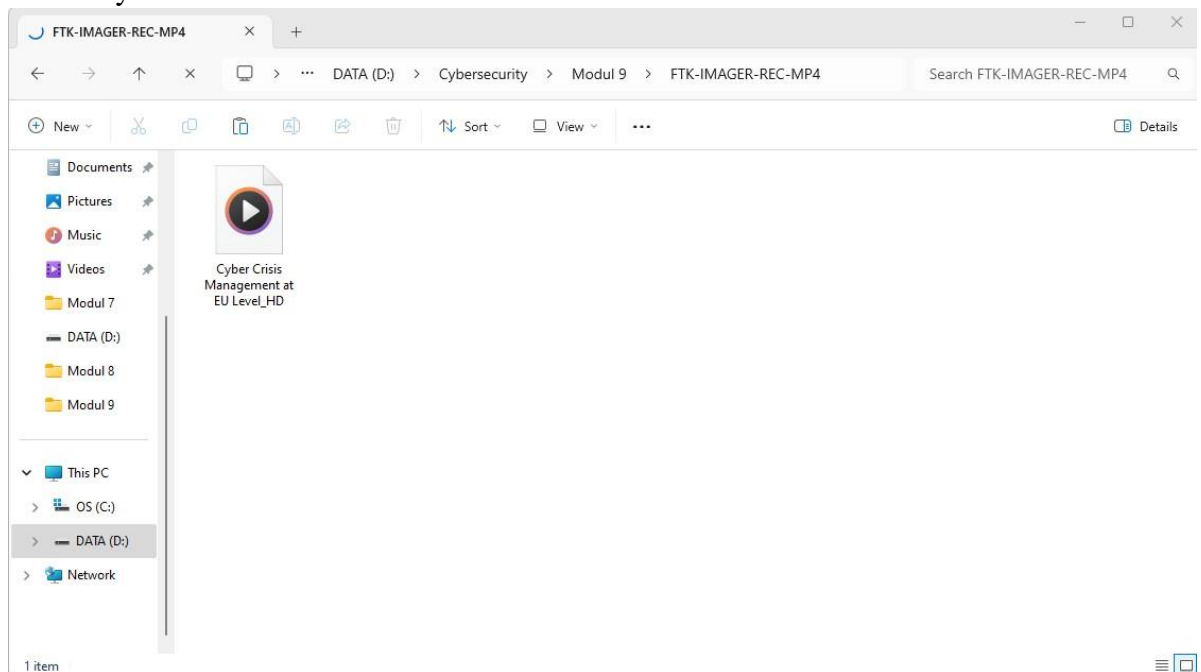 FTK-IMAGER-REC-MP4
DATA (D:) > Cybersecurity > Modul 9 > FTK-IMAGER-REC-MP4 Search FTK-IMAGER-REC-MP4
New Sort View Details
Documents
Pictures
Music
Videos
Modul 7
DATA (D:)
Modul 8
Modul 9
This PC
OS (C:)
DATA (D:)
Network
Cyber Crisis
Management at
EU Level_HD
1 item